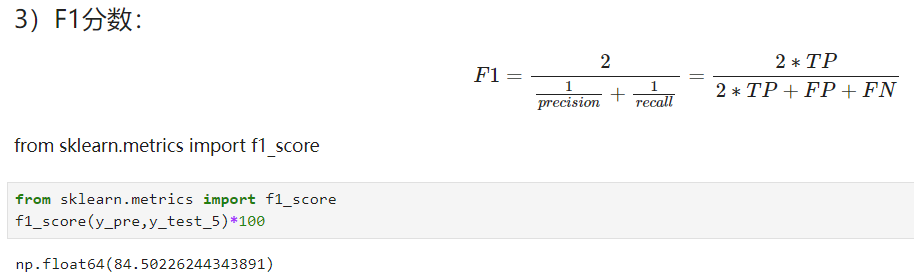 3）F1分数：
F1 = \frac{2}{\frac{1}{precision} + \frac{1}{recall}} = \frac{2 * TP}{2 * TP + FP + FN}
from sklearn.metrics import f1_score
from sklearn.metrics import f1_score
f1_score(y_pre,y_test_5)*100
np.float64(84.50226244343891)